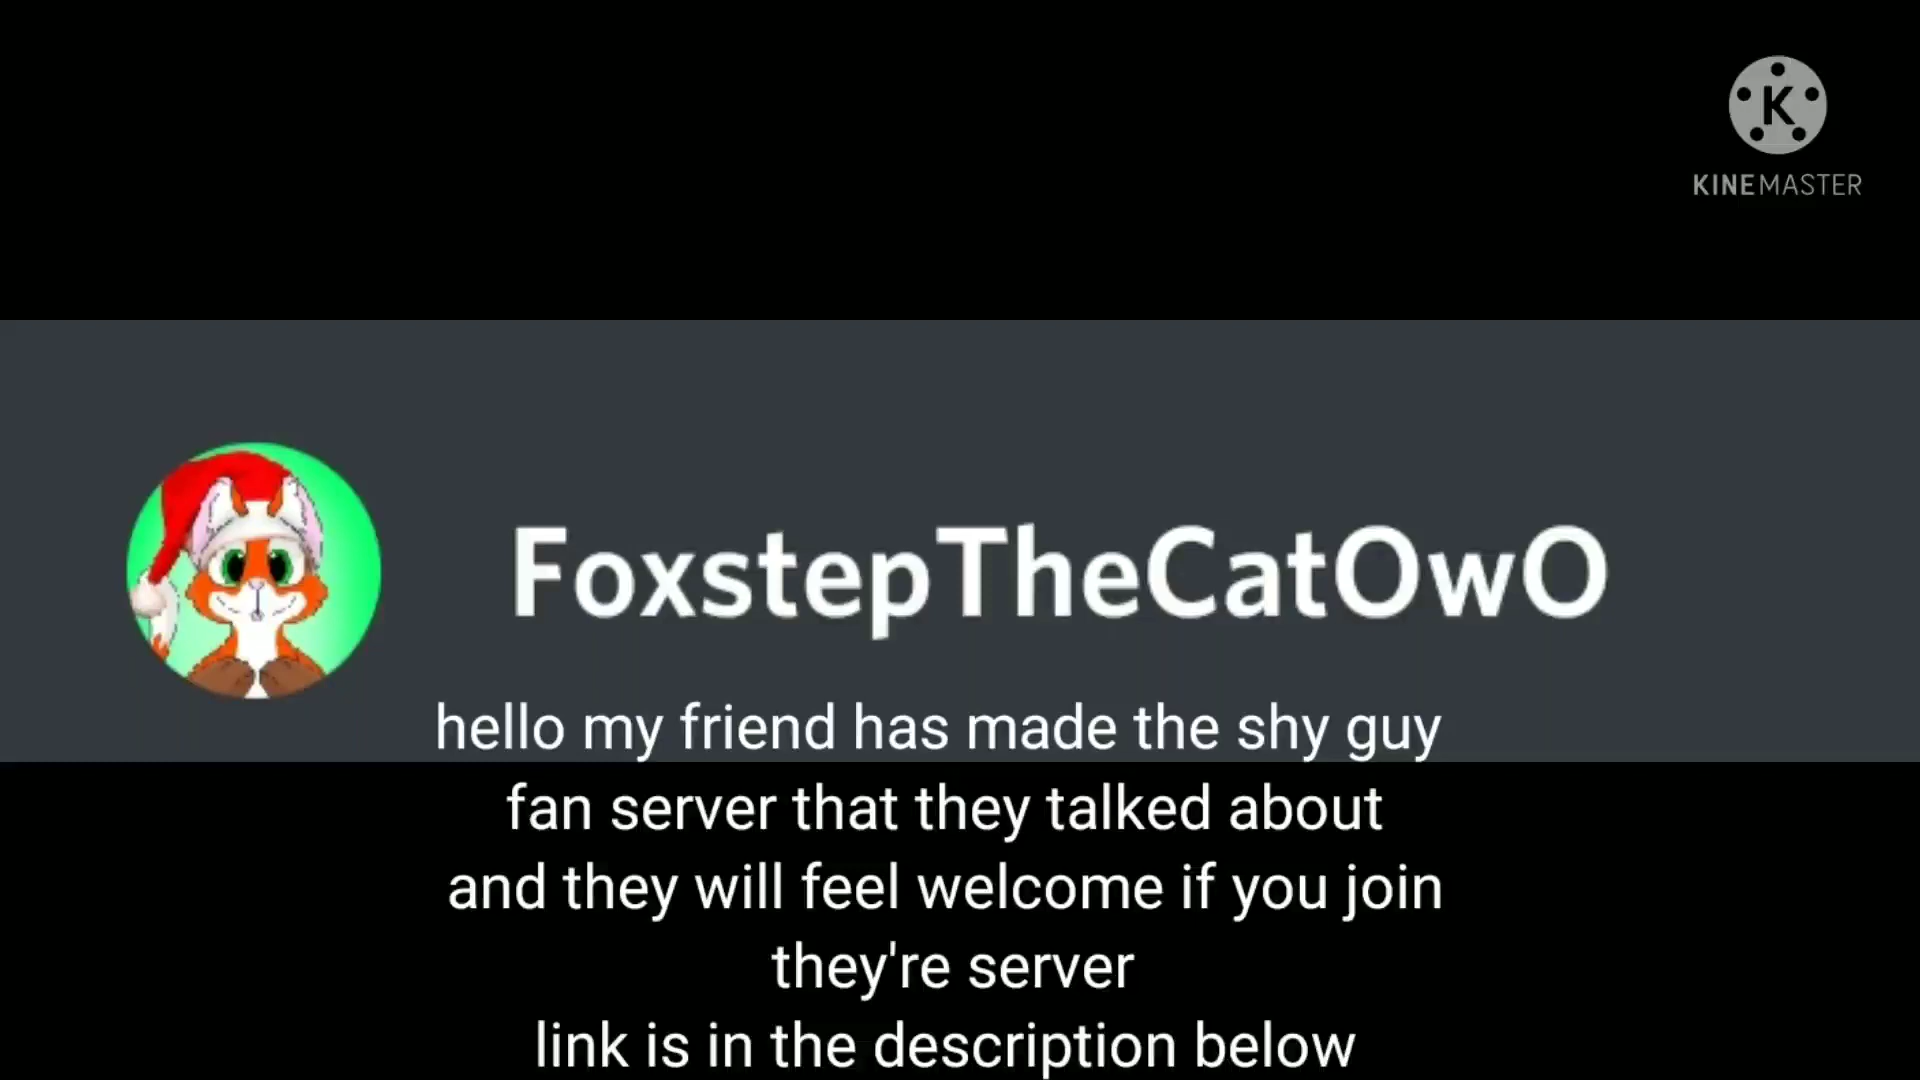 K
KINEMASTER
FoxstepTheCatOwO
hello my friend has made the shy guy
fan server that they talked about
and they will feel welcome if you join
they're server
link is in the description below